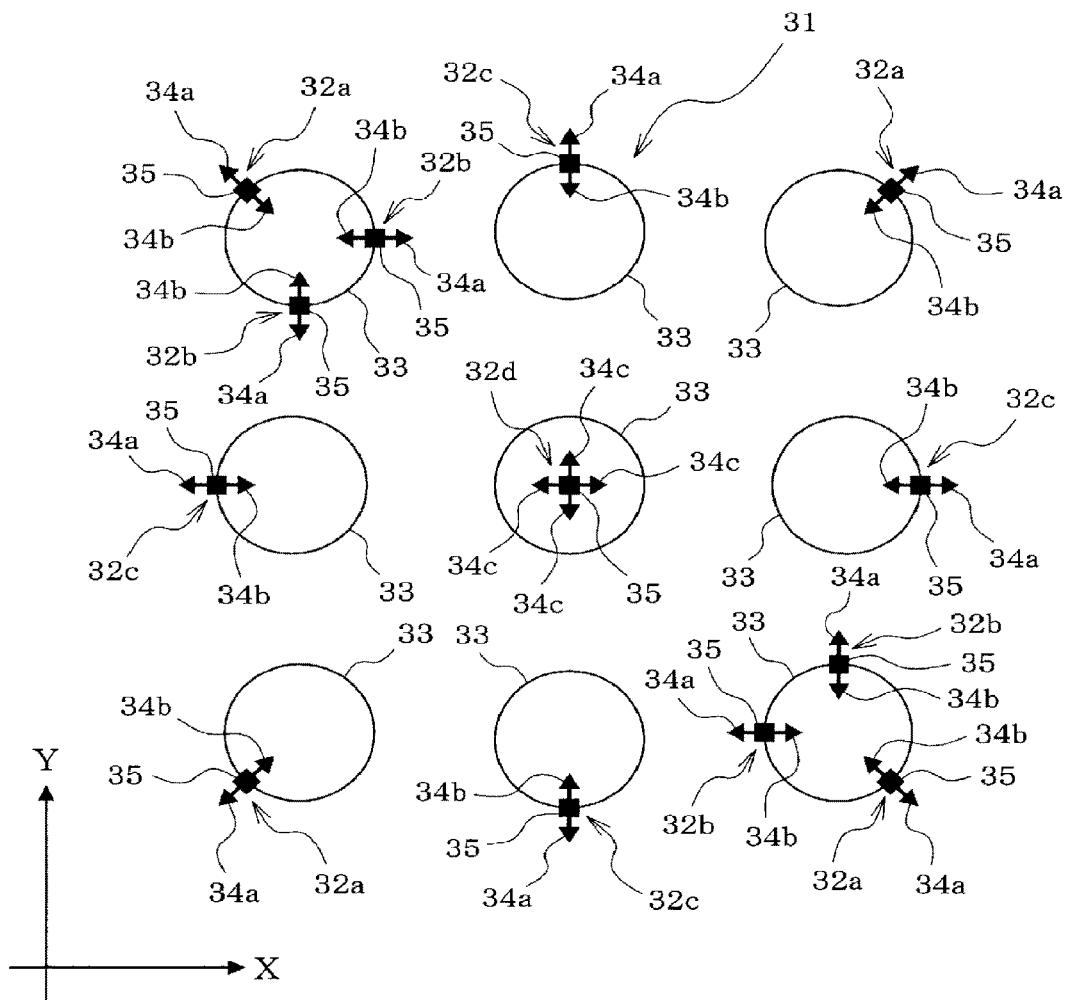 31
32c 34a
34a 32a 32a
34b
35 35 32b
34b 34a
34b 35
34b 34a 34b
35
32b 33 33 33
34a 35
32d 34c 33 34b 32c
35
34a
34c
34c
32c 34b 33 34c 35 33 35 34a
34a
33 33 33 32b
35 35
34b 34a 34b
34b
Y 35 34b 35
35 32b 34b
34a 32a 34a 32c 32a 34a
X